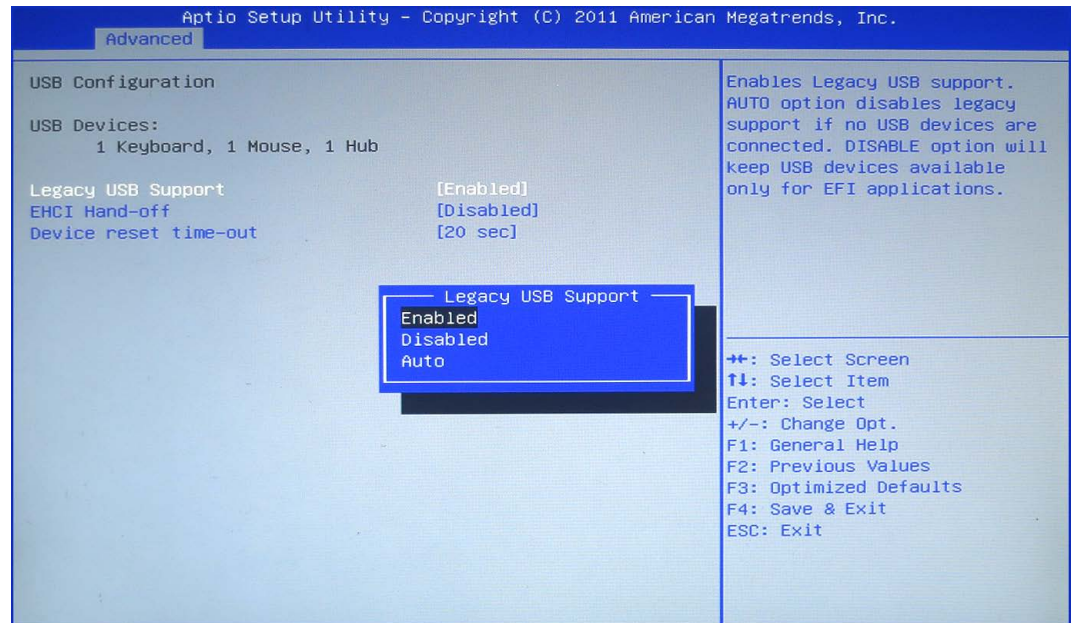 Aptio Setup Utility – Copyright (C) 2011 American Megatrends, Inc.
Advanced
USB Configuration
USB Devices:
1 Keyboard, 1 Mouse, 1 Hub
Legacy USB Support [Enabled]
EHCI Hand-off [Disabled]
Device reset time-out [20 sec]
Legacy USB Support
Enabled
Disabled
Auto
Enables Legacy USB support.
AUTO option disables legacy
support if no USB devices are
connected. DISABLE option will
keep USB devices available
only for EFI applications.
→←: Select Screen
↑↓: Select Item
Enter: Select
+/-: Change Opt.
F1: General Help
F2: Previous Values
F3: Optimized Defaults
F4: Save & Exit
ESC: Exit